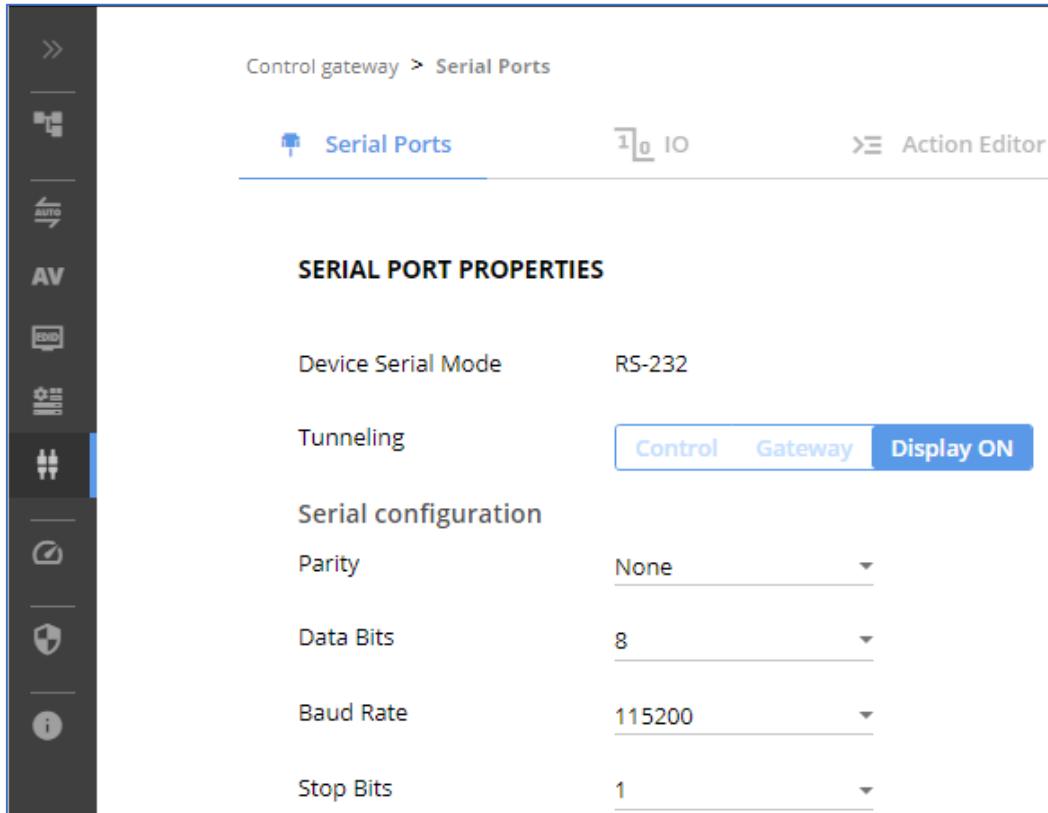 Control gateway > Serial Ports
Serial Ports
1 0 IO
Action Editor
SERIAL PORT PROPERTIES
Device Serial Mode RS-232
Tunneling Control Gateway Display ON
Serial configuration
Parity None
Data Bits 8
Baud Rate 115200
Stop Bits 1
AUTO
AV
EDID